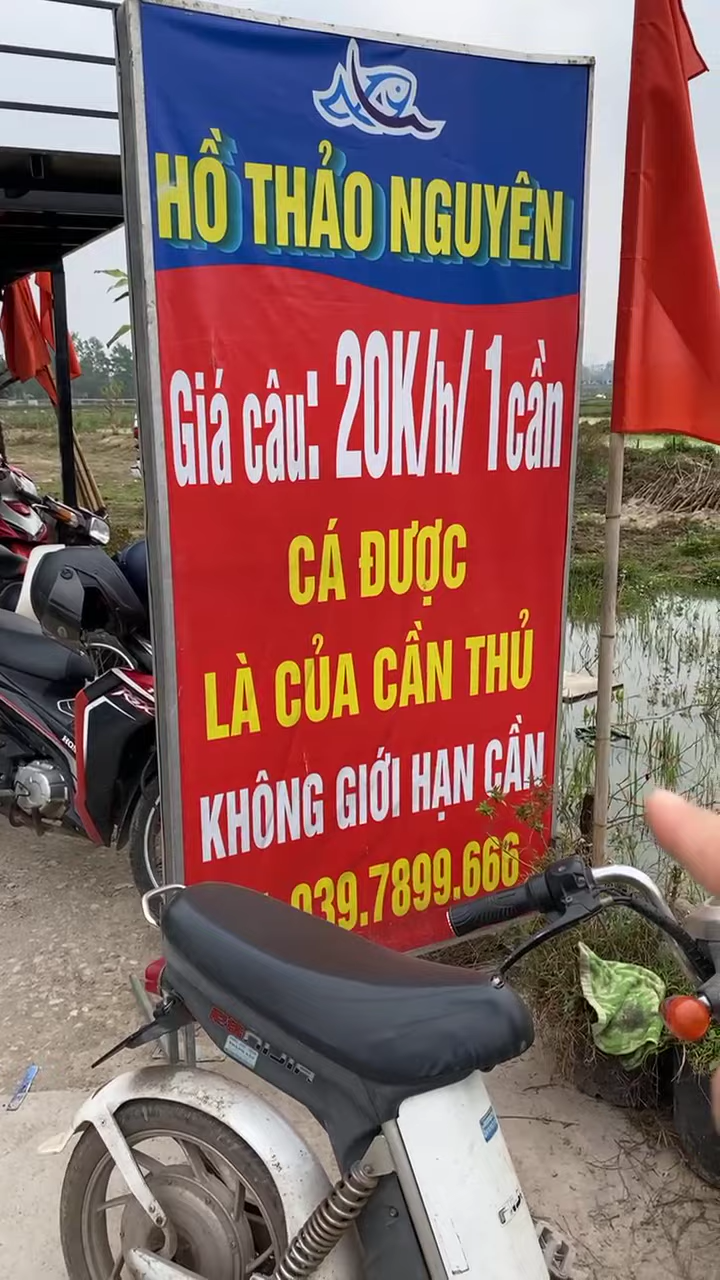 HỒ THẢO NGUYÊN
Giá câu: 20K/h/ 1 cần
CÁ ĐƯỢC
LÀ CỦA CẦN THỦ
KHÔNG GIỚI HẠN CẦN
039.7899.666